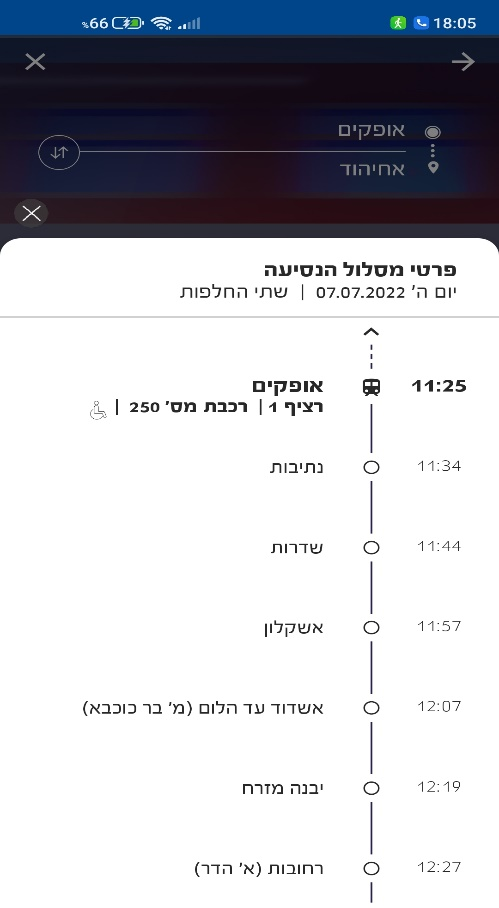 18:05
%66
אופקים
אחיהוד
פרטי מסלול הנסיעה
יום ה' 07.07.2022 | שתי החלפות
11:25 אופקים
רציף 1 | רכבת מס' 250 |
11:34 נתיבות
11:44 שדרות
11:57 אשקלון
12:07 אשדוד עד הלום (מ' בר כוכבא)
12:19 יבנה מזרח
12:27 רחובות (א' הדר)